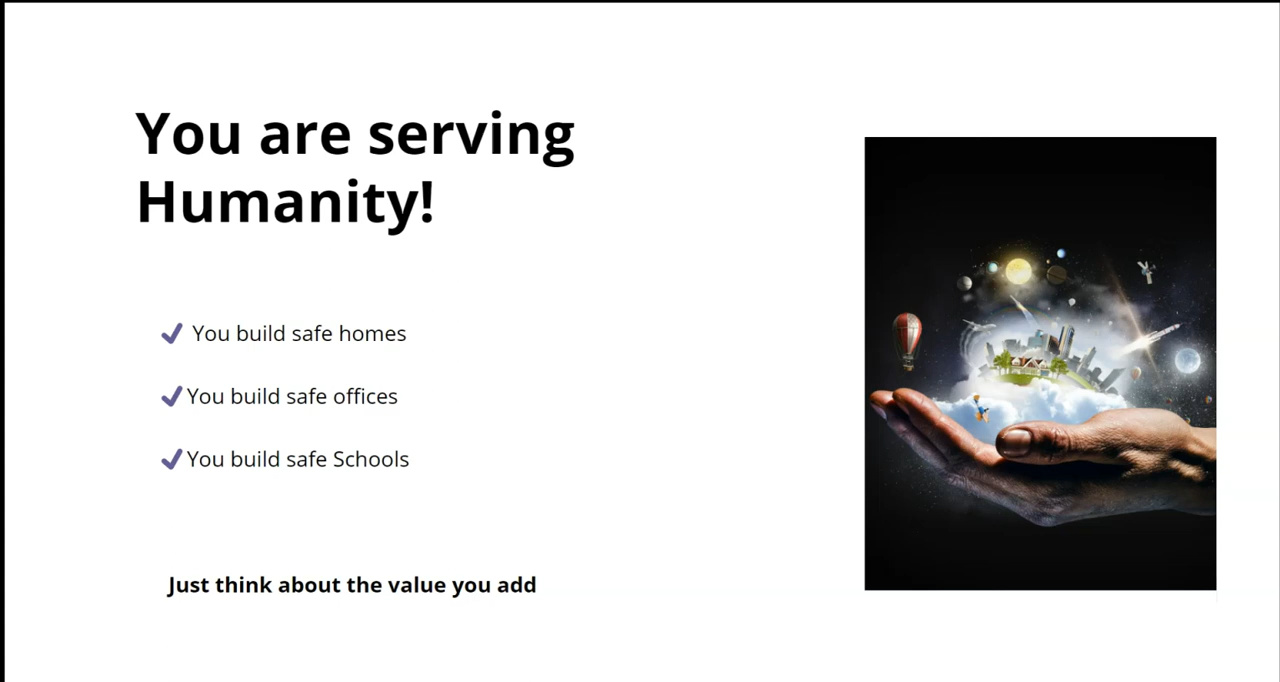 You are serving
Humanity!
You build safe homes
You build safe offices
You build safe Schools
Just think about the value you add